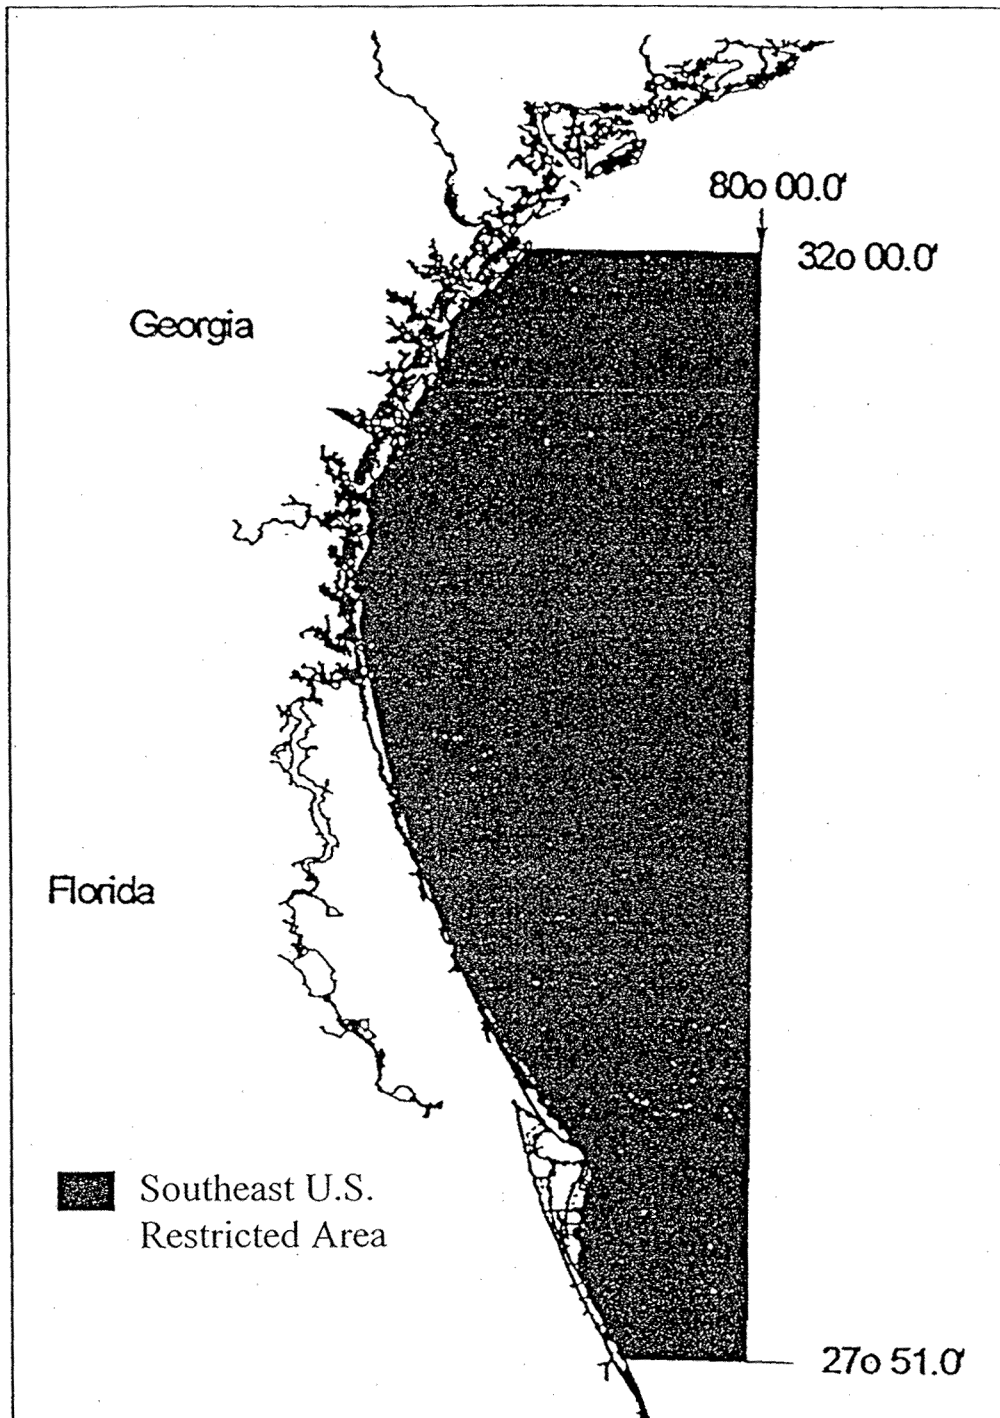 80o 00.0'
32o 00.0'
Georgia
Florida
Southeast U.S.
Restricted Area
27o 51.0'